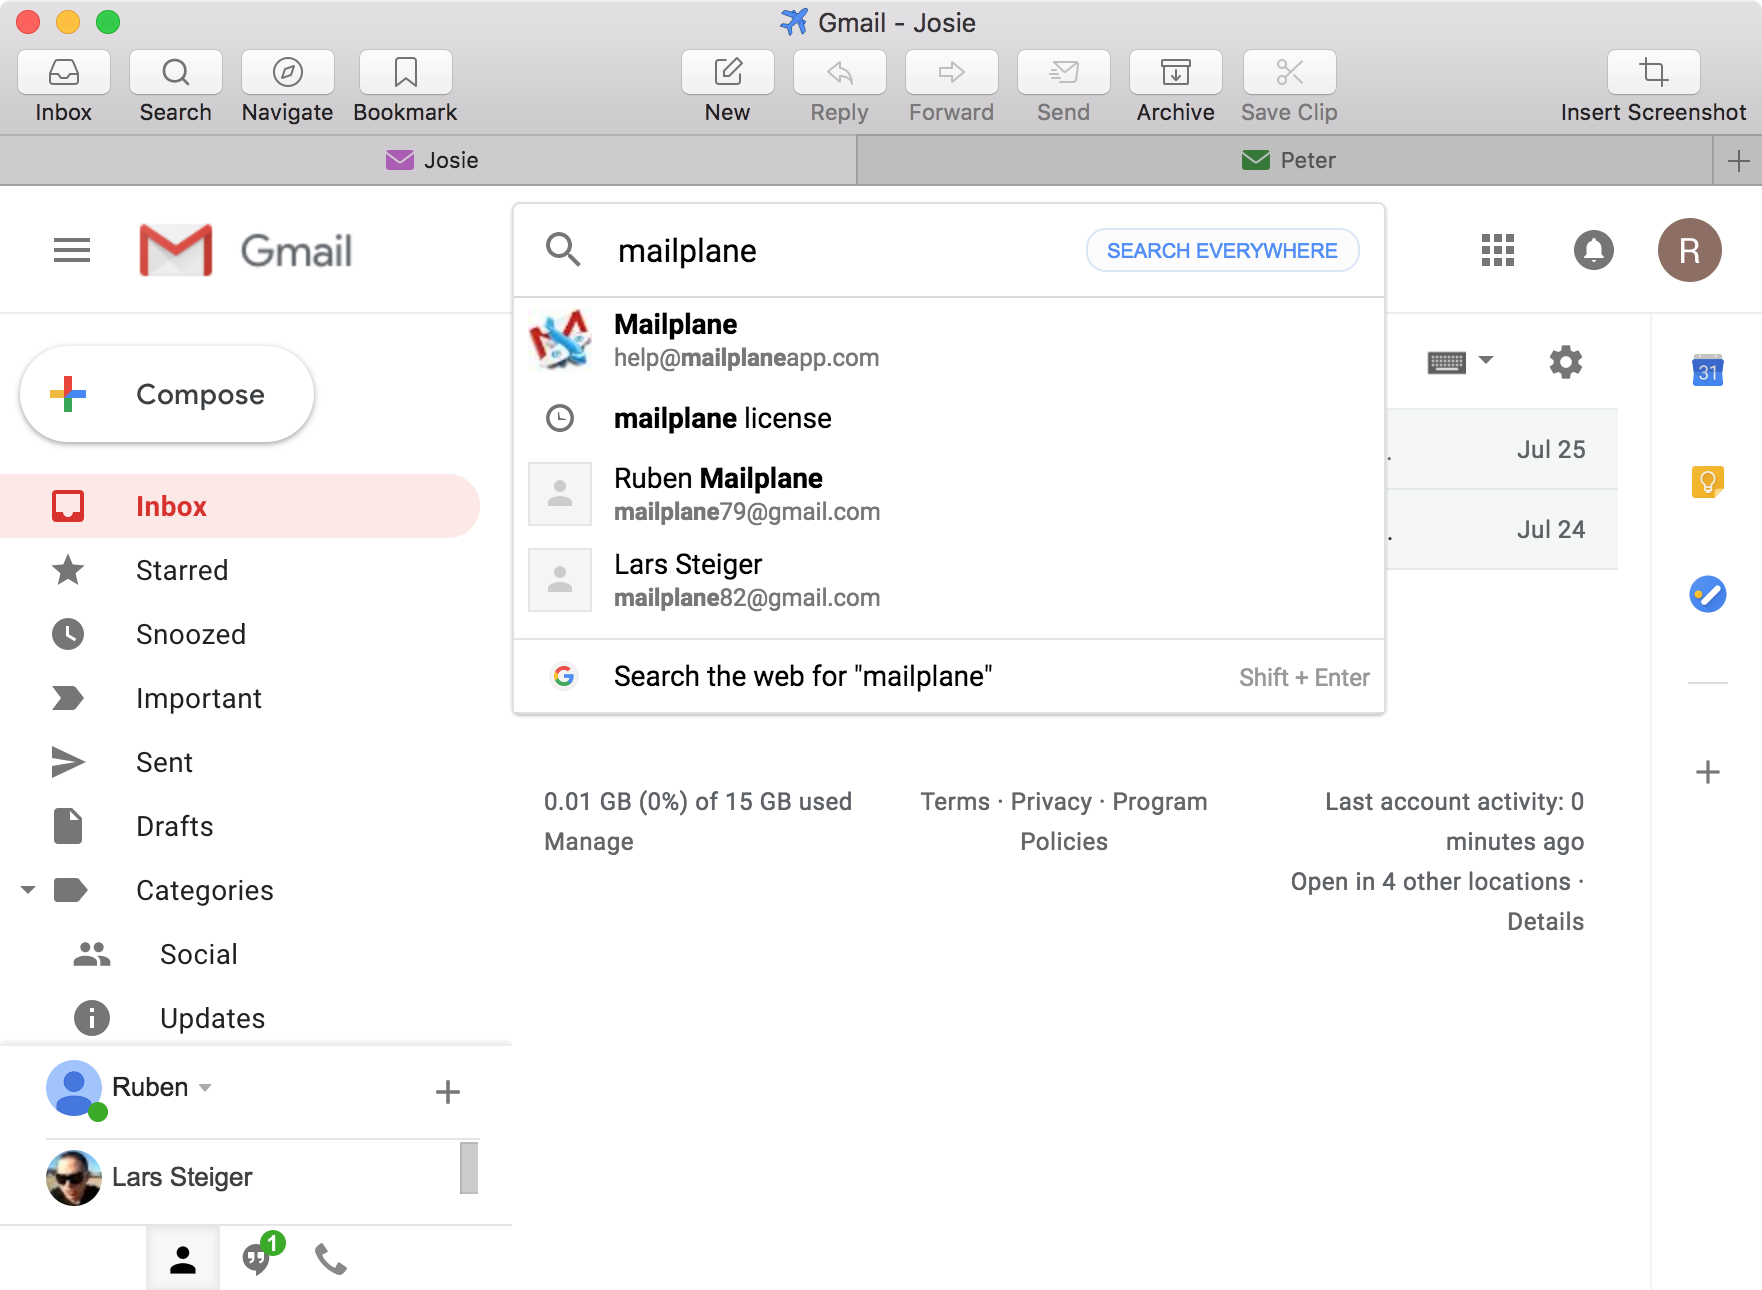 Gmail - Josie
Inbox
Search
Navigate
Bookmark
New
Reply
Forward
Send
Archive
Save Clip
Insert Screenshot
Josie
Peter
Gmail
mailplane
SEARCH EVERYWHERE
R
Mailplane
help@mailplaneapp.com
mailplane license
Ruben Mailplane
mailplane79@gmail.com
Lars Steiger
mailplane82@gmail.com
Search the web for "mailplane"
Shift + Enter
Compose
Inbox
Starred
Snoozed
Important
Sent
Drafts
Categories
Social
Updates
. Jul 25
. Jul 24
31
0.01 GB (0%) of 15 GB used
Manage
Terms · Privacy · Program
Policies
Last account activity: 0
minutes ago
Open in 4 other locations ·
Details
Ruben
Lars Steiger
1